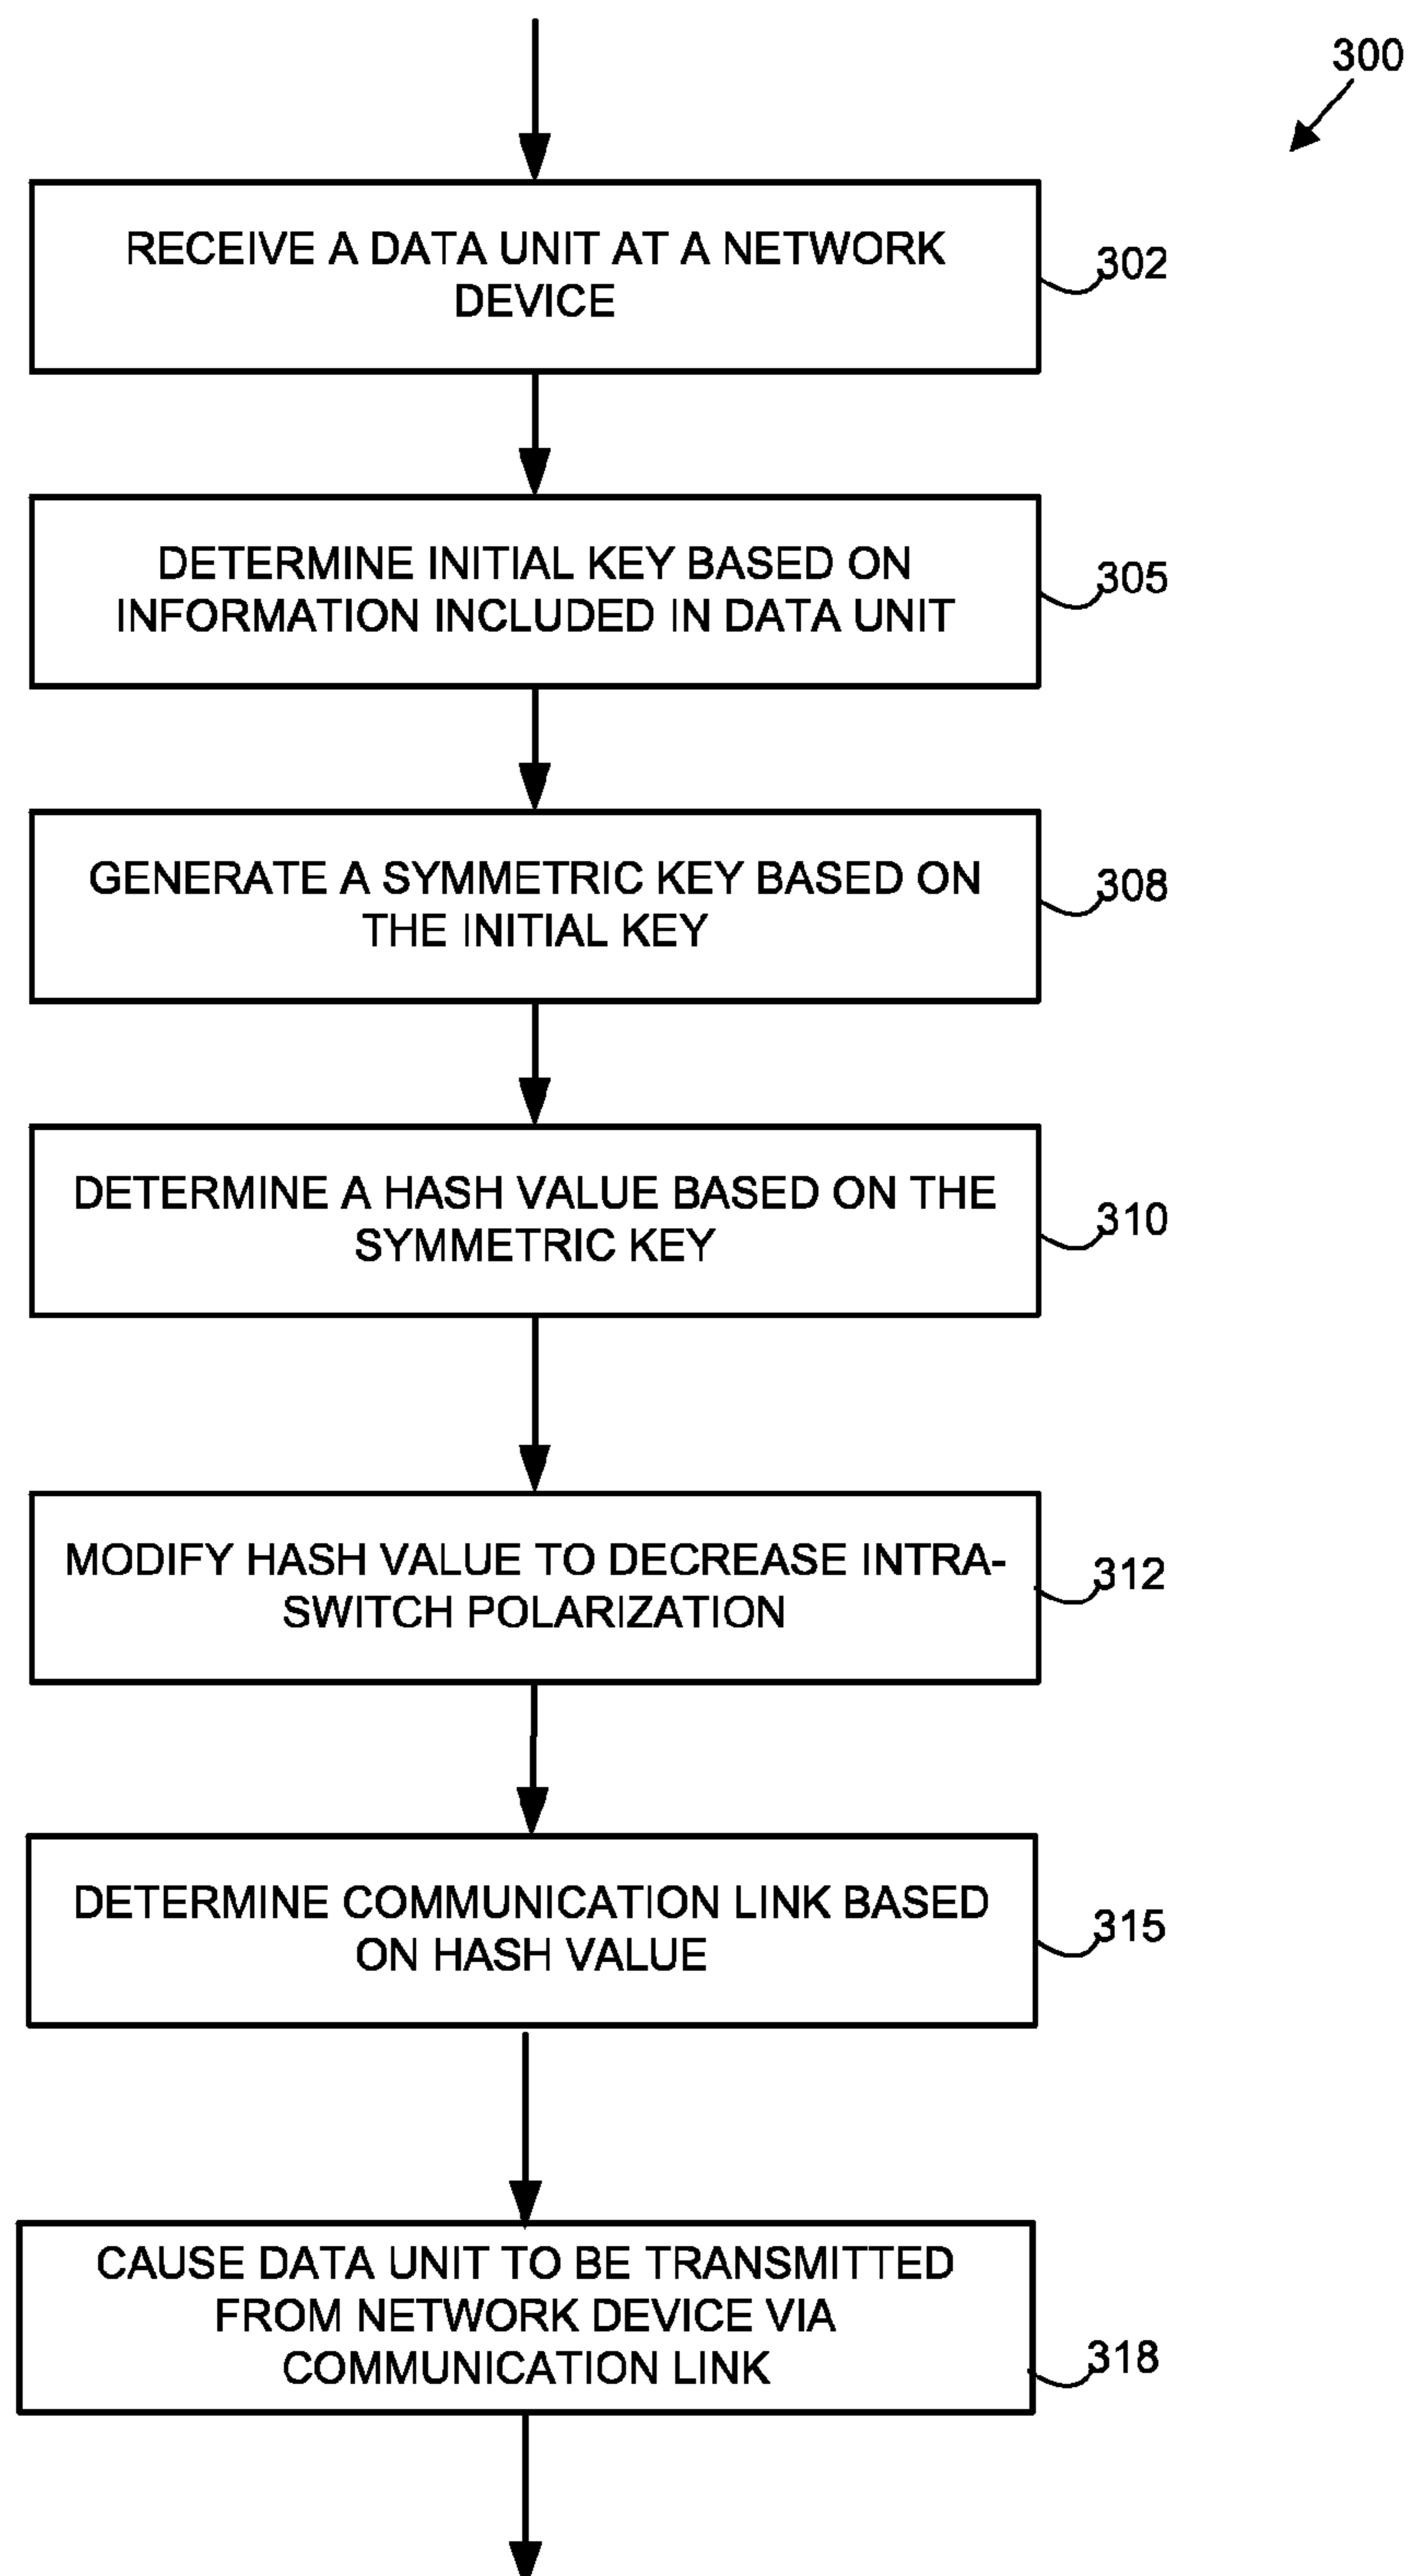 300
RECEIVE A DATA UNIT AT A NETWORK
DEVICE
302
DETERMINE INITIAL KEY BASED ON
INFORMATION INCLUDED IN DATA UNIT
305
GENERATE A SYMMETRIC KEY BASED ON
THE INITIAL KEY
308
DETERMINE A HASH VALUE BASED ON THE
SYMMETRIC KEY
310
MODIFY HASH VALUE TO DECREASE INTRA-
SWITCH POLARIZATION
312
DETERMINE COMMUNICATION LINK BASED
ON HASH VALUE
315
CAUSE DATA UNIT TO BE TRANSMITTED
FROM NETWORK DEVICE VIA
COMMUNICATION LINK
318